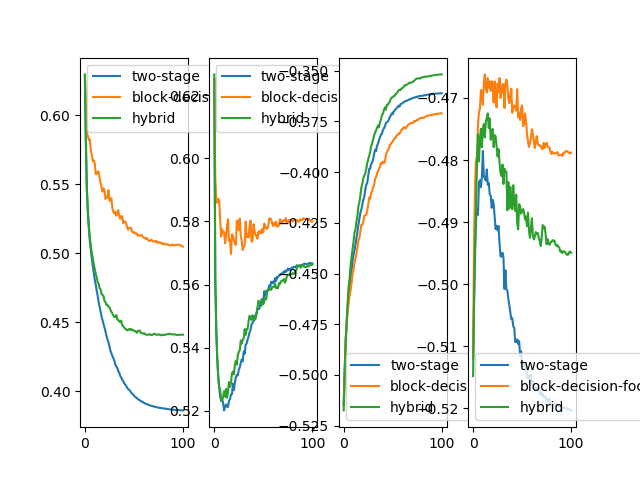 0.60
0.55
0.50
0.45
0.40
0 100
two-stage
block-decis
hybrid
0.62
0.60
0.58
0.56
0.54
0.52
0 100
two-stage
block-decis
hybrid
−0.350
−0.375
−0.400
−0.425
−0.450
−0.475
−0.500
−0.525
0 100
two-stage
block-decis
hybrid
−0.47
−0.48
−0.49
−0.50
−0.51
−0.52
0 100
two-stage
block-decision-foc
hybrid